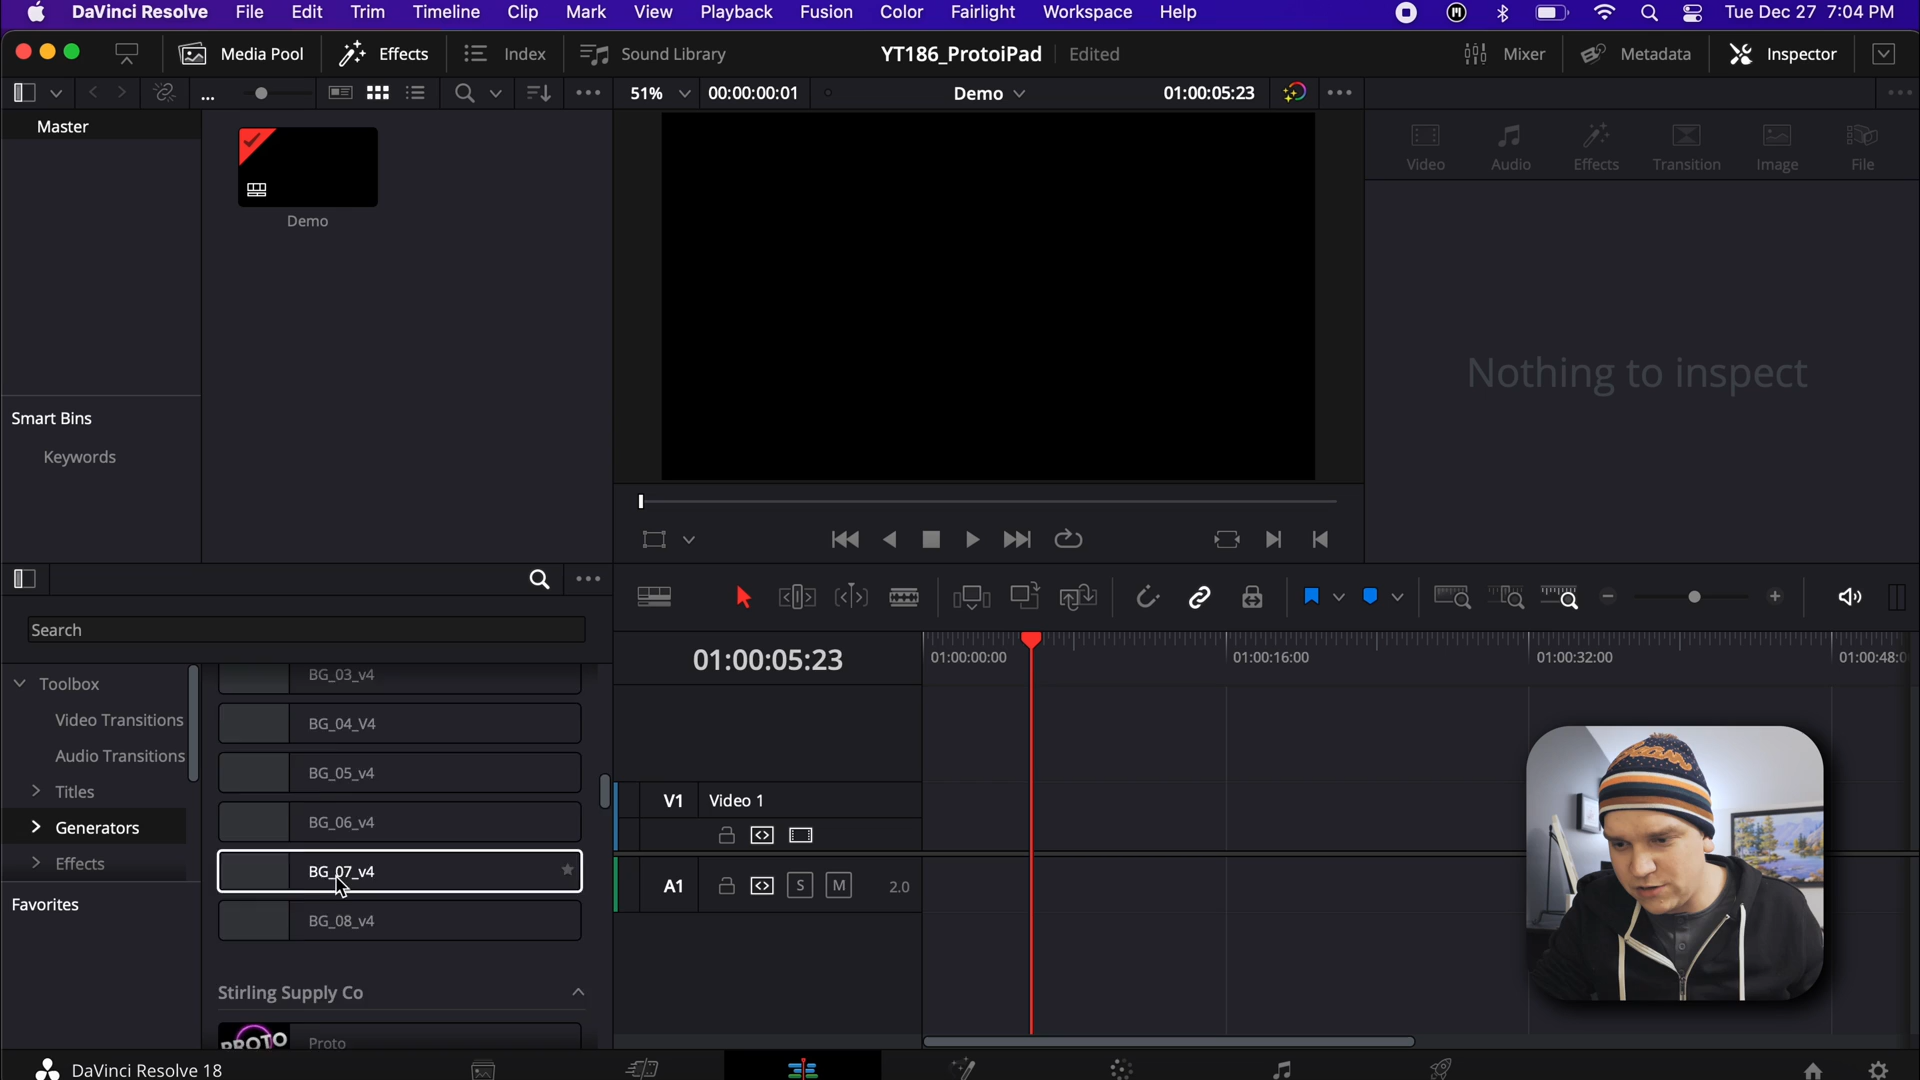 DaVinci Resolve File Edit Trim Timeline Clip Mark View Playback Fusion Color Fairlight Workspace Help Tue Dec 27 7:04 PM
Media Pool Effects Index Sound Library YT186_ProtoiPad Edited Mixer Metadata Inspector
... 51% 00:00:00:01 Demo 01:00:05:23
Master
Demo
Video Audio Effects Transition Image File
Nothing to inspect
Smart Bins
Keywords
Search
Toolbox
Video Transitions
Audio Transitions
Titles
Generators
Effects
Favorites
BG_03_v4
BG_04_V4
BG_05_v4
BG_06_v4
BG_07_v4
BG_08_v4
Stirling Supply Co
PROTO Proto
01:00:05:23 01:00:00:00 01:00:16:00 01:00:32:00 01:00:48:0
V1 Video 1
A1 S M 2.0
DaVinci Resolve 18